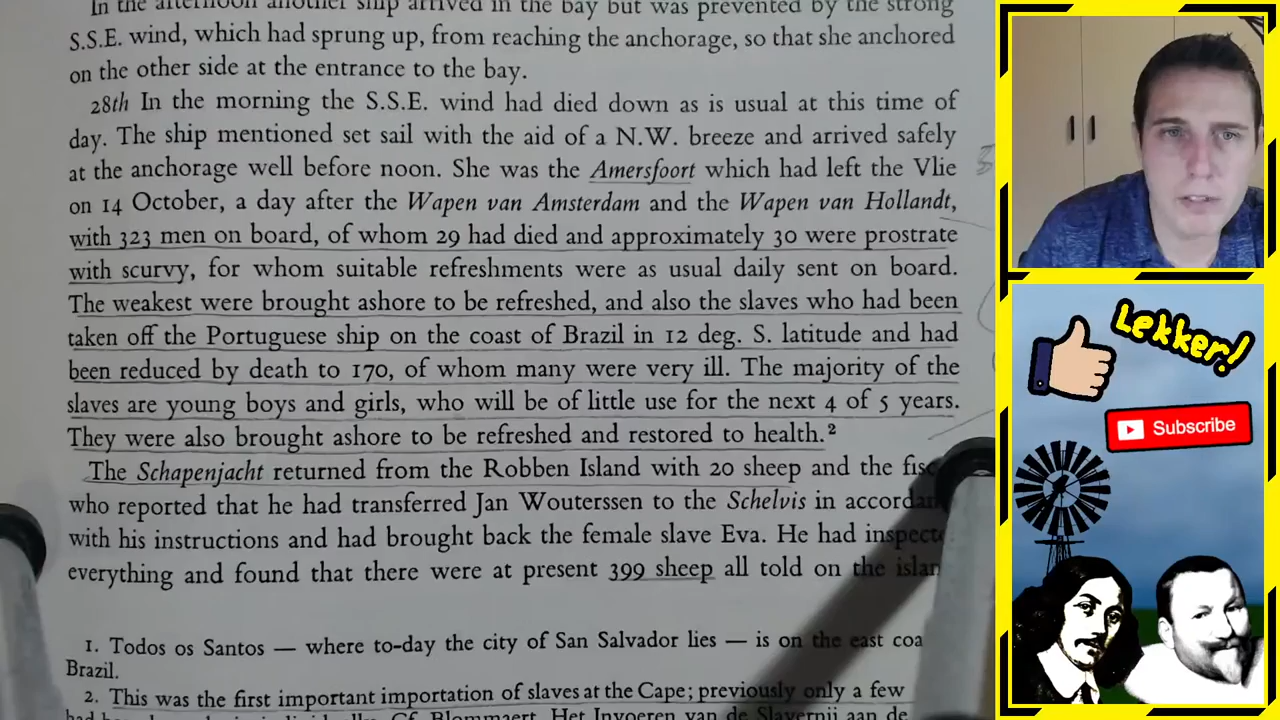 In the afternoon another ship arrived in the bay but was prevented by the strong
S.S.E. wind, which had sprung up, from reaching the anchorage, so that she anchored
on the other side at the entrance to the bay.
28th In the morning the S.S.E. wind had died down as is usual at this time of
day. The ship mentioned set sail with the aid of a N.W. breeze and arrived safely
at the anchorage well before noon. She was the Amersfoort which had left the Vlie
on 14 October, a day after the Wapen van Amsterdam and the Wapen van Hollandt,
with 323 men on board, of whom 29 had died and approximately 30 were prostrate
with scurvy, for whom suitable refreshments were as usual daily sent on board.
The weakest were brought ashore to be refreshed, and also the slaves who had been
taken off the Portuguese ship on the coast of Brazil in 12 deg. S. latitude and had
been reduced by death to 170, of whom many were very ill. The majority of the
slaves are young boys and girls, who will be of little use for the next 4 of 5 years.
They were also brought ashore to be refreshed and restored to health.²
The Schapenjacht returned from the Robben Island with 20 sheep and the
who reported that he had transferred Jan Wouterssen to the Schelvis in
with his instructions and had brought back the female slave Eva. He had
everything and found that there were at present 399 sheep all told on the
1. Todos os Santos — where to-day the city of San Salvador lies — is on the east
Brazil.
2. This was the first important importation of slaves at the Cape; previously only a few
Cf. Blommaert, Het Invoeren van de Slavernij aan de
Lekker!
Subscribe